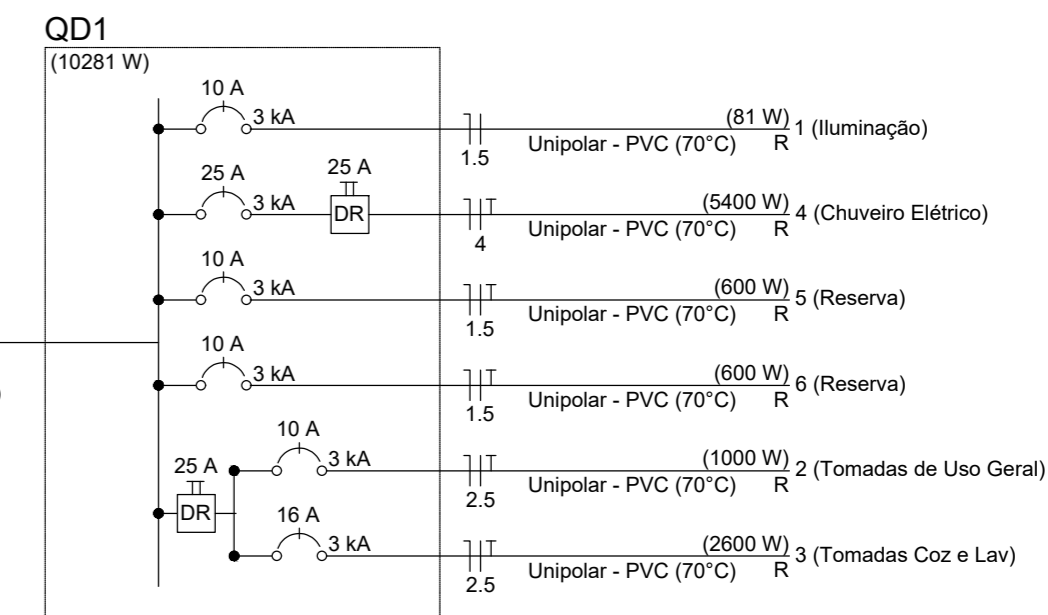 QD1
(10281 W)
10 A
3 kA
1.5
Unipolar - PVC (70°C)
(81 W)
R
1 (Iluminação)
25 A
3 kA
25 A
DR
4
Unipolar - PVC (70°C)
(5400 W)
R
4 (Chuveiro Elétrico)
10 A
3 kA
1.5
Unipolar - PVC (70°C)
(600 W)
R
5 (Reserva)
10 A
3 kA
1.5
Unipolar - PVC (70°C)
(600 W)
R
6 (Reserva)
)
25 A
DR
10 A
3 kA
2.5
Unipolar - PVC (70°C)
(1000 W)
R
2 (Tomadas de Uso Geral)
16 A
3 kA
2.5
Unipolar - PVC (70°C)
(2600 W)
R
3 (Tomadas Coz e Lav)